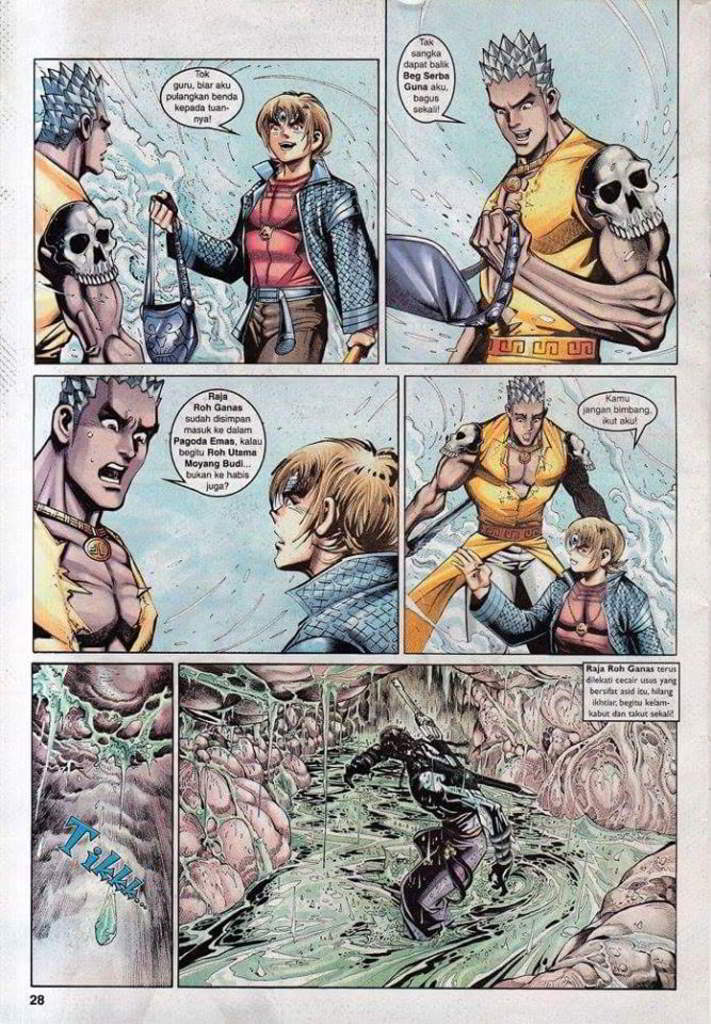 Tok
guru, biar aku
pulangkan benda
kepada tuan-
nya!
Tak
sangka
dapat balik
Beg Serba
Guna aku,
bagus
sekali!
Raja
Roh Ganas
sudah disimpan
masuk ke dalam
Pagoda Emas, kalau
begitu Roh Utama
Moyang Budi...
bukan ke habis
juga?
Kamu
jangan bimbang,
ikut aku!
Raja Roh Ganas terus
dilekati cecair usus yang
bersifat asid itu, hilang
ikhtiar, begitu kelam-
kabut dan takut sekali!
Tikkk...
28